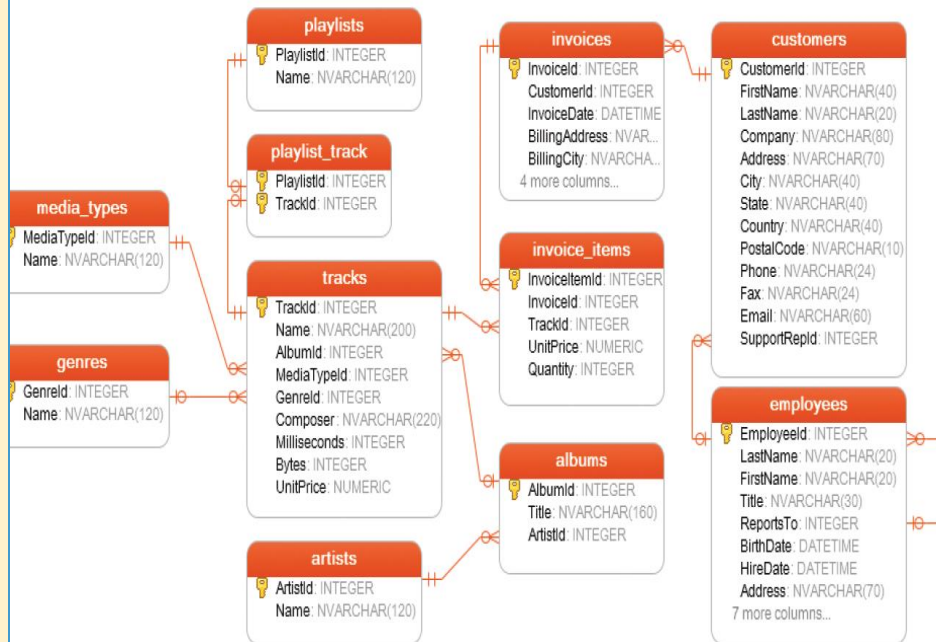 playlists
PlaylistId: INTEGER
Name: NVARCHAR(120)
playlist_track
PlaylistId: INTEGER
TrackId: INTEGER
media_types
MediaTypeId: INTEGER
Name: NVARCHAR(120)
genres
GenreId: INTEGER
Name: NVARCHAR(120)
tracks
TrackId: INTEGER
Name: NVARCHAR(200)
AlbumId: INTEGER
MediaTypeId: INTEGER
GenreId: INTEGER
Composer: NVARCHAR(220)
Milliseconds: INTEGER
Bytes: INTEGER
UnitPrice: NUMERIC
artists
ArtistId: INTEGER
Name: NVARCHAR(120)
invoices
InvoiceId: INTEGER
CustomerId: INTEGER
InvoiceDate: DATETIME
BillingAddress: NVAR...
BillingCity: NVARCHA...
4 more columns...
invoice_items
InvoiceItemId: INTEGER
InvoiceId: INTEGER
TrackId: INTEGER
UnitPrice: NUMERIC
Quantity: INTEGER
albums
AlbumId: INTEGER
Title: NVARCHAR(160)
ArtistId: INTEGER
customers
CustomerId: INTEGER
FirstName: NVARCHAR(40)
LastName: NVARCHAR(20)
Company: NVARCHAR(80)
Address: NVARCHAR(70)
City: NVARCHAR(40)
State: NVARCHAR(40)
Country: NVARCHAR(40)
PostalCode: NVARCHAR(10)
Phone: NVARCHAR(24)
Fax: NVARCHAR(24)
Email: NVARCHAR(60)
SupportRepId: INTEGER
employees
EmployeeId: INTEGER
LastName: NVARCHAR(20)
FirstName: NVARCHAR(20)
Title: NVARCHAR(30)
ReportsTo: INTEGER
BirthDate: DATETIME
HireDate: DATETIME
Address: NVARCHAR(70)
7 more columns...